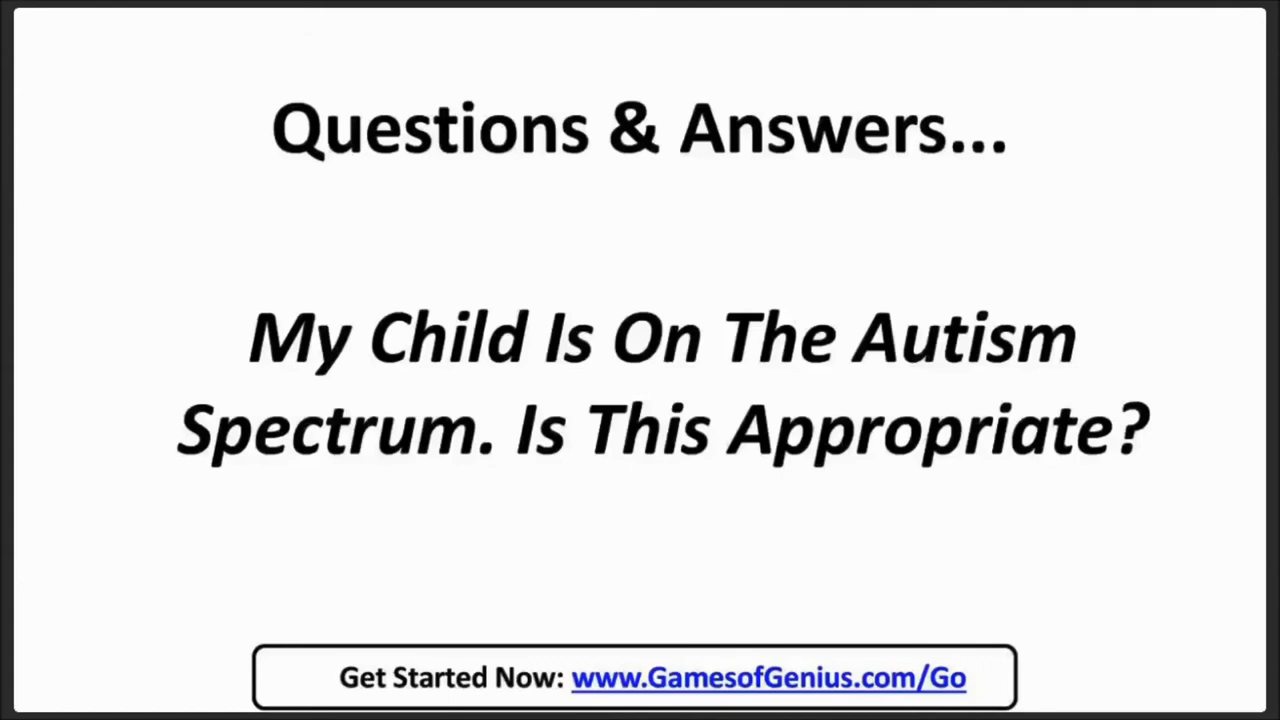 Questions & Answers...
My Child Is On The Autism
Spectrum. Is This Appropriate?
Get Started Now: www.GamesofGenius.com/Go